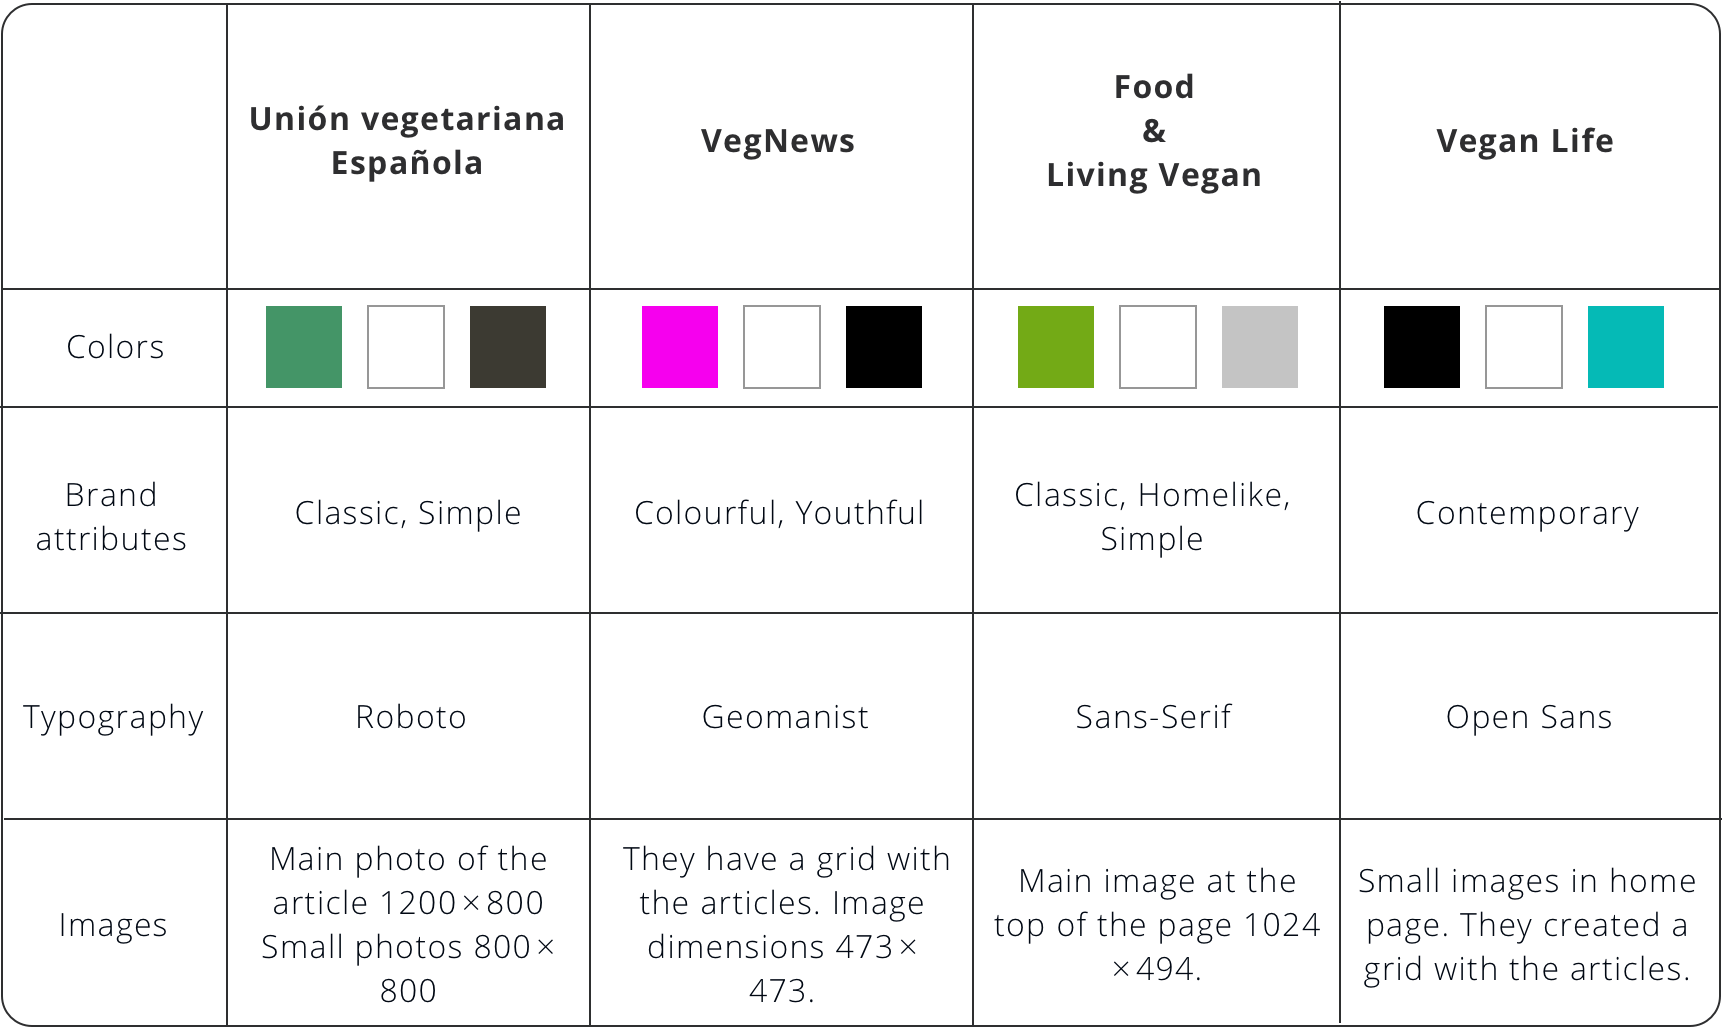 Unión vegetariana
Española
VegNews
Food
&
Living Vegan
Vegan Life
Colors
Brand
attributes
Classic, Simple
Colourful, Youthful
Classic, Homelike,
Simple
Contemporary
Typography
Roboto
Geomanist
Sans-Serif
Open Sans
Images
Main photo of the
article 1200×800
Small photos 800×
800
They have a grid with
the articles. Image
dimensions 473×
473.
Main image at the
top of the page 1024
×494.
Small images in home
page. They created a
grid with the articles.